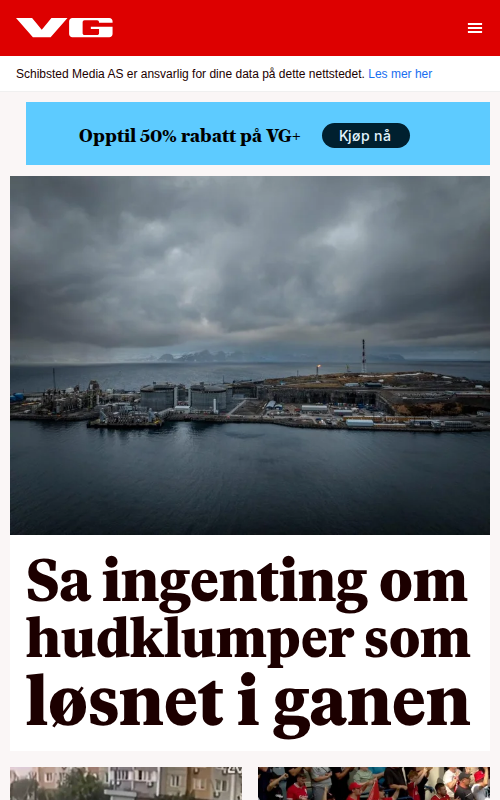 VG
Schibsted Media AS er ansvarlig for dine data på dette nettstedet. Les mer her
Opptil 50% rabatt på VG+ Kjøp nå
Sa ingenting om
hudklumper som
løsnet i ganen